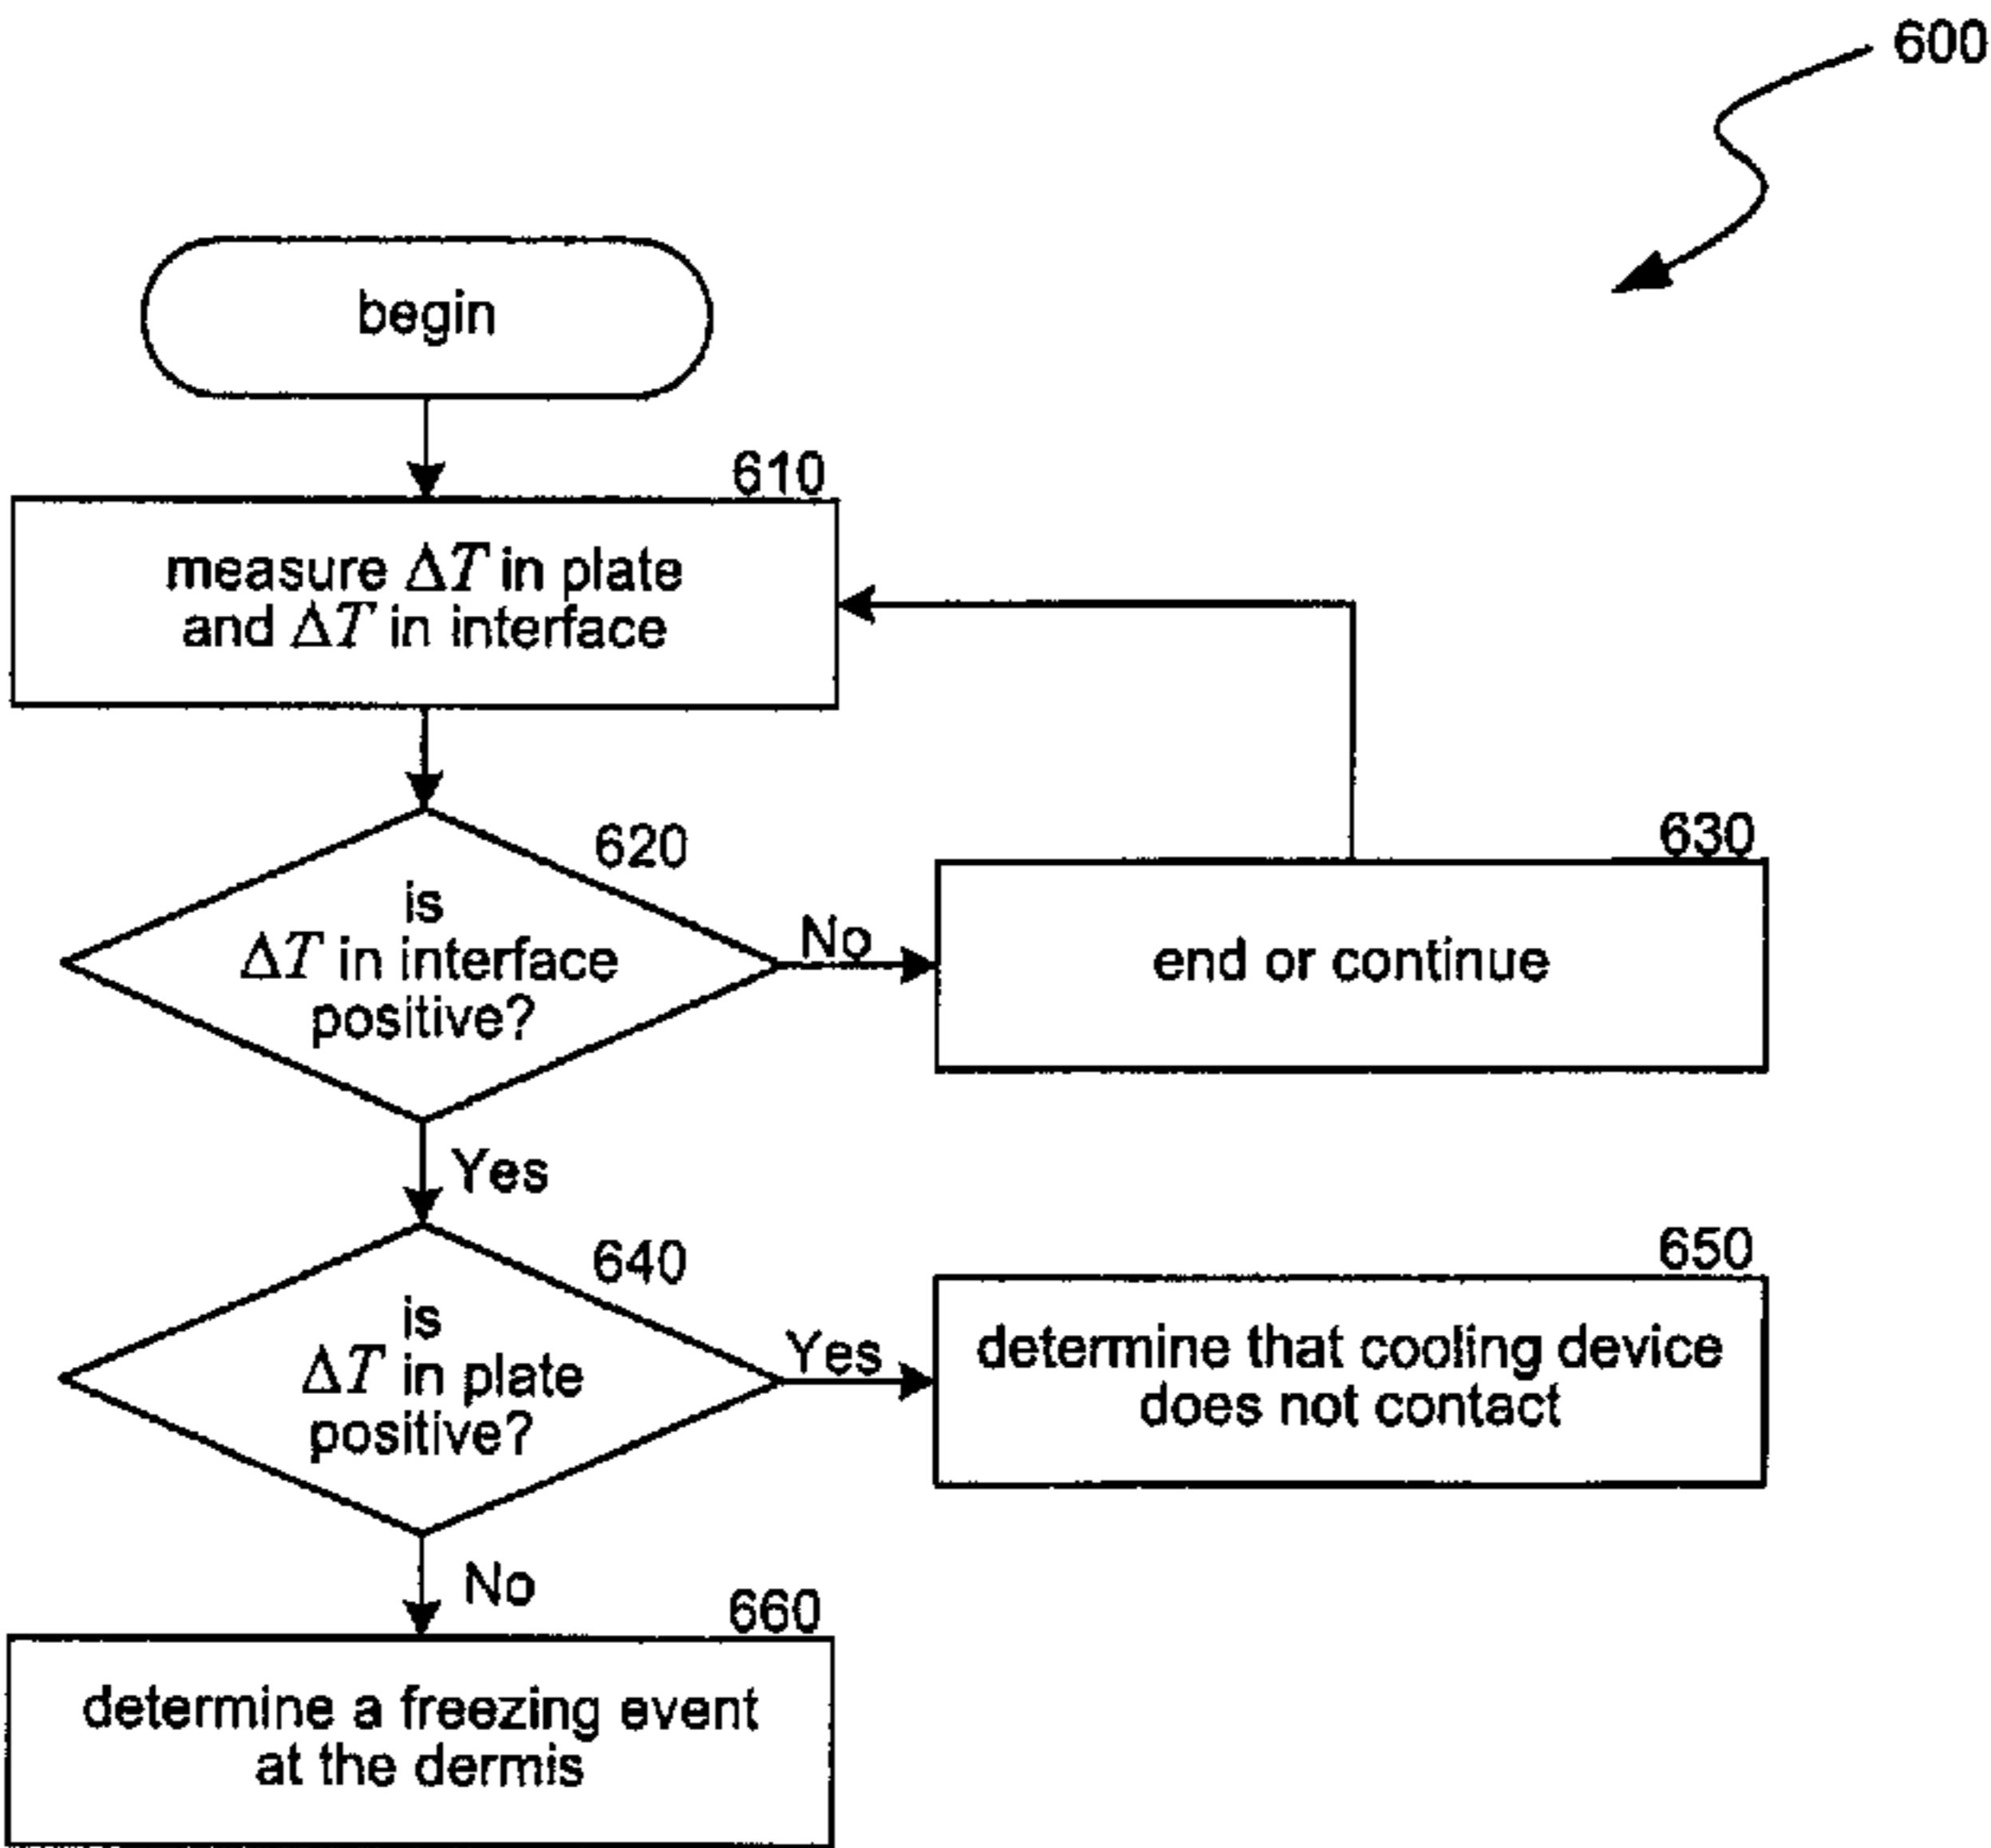 600
begin
610
measure ΔT in plate
and ΔT in interface
620
is
ΔT in interface
positive?
No
630
end or continue
Yes
640
is
ΔT in plate
positive?
Yes
650
determine that cooling device
does not contact
No
660
determine a freezing event
at the dermis